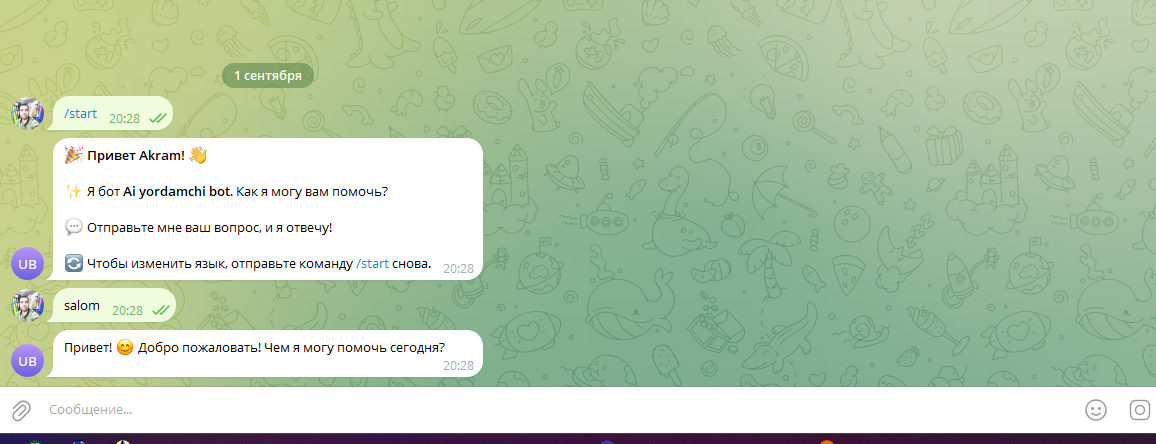 1 сентября
/start 20:28
🎉 Привет Akram! 👋
✨ Я бот Ai yordamchi bot. Как я могу вам помочь?
💬 Отправьте мне ваш вопрос, и я отвечу!
🔄 Чтобы изменить язык, отправьте команду /start снова. 20:28
UB
salom 20:28
Привет! 😊 Добро пожаловать! Чем я могу помочь сегодня?
20:28
UB
Сообщение...